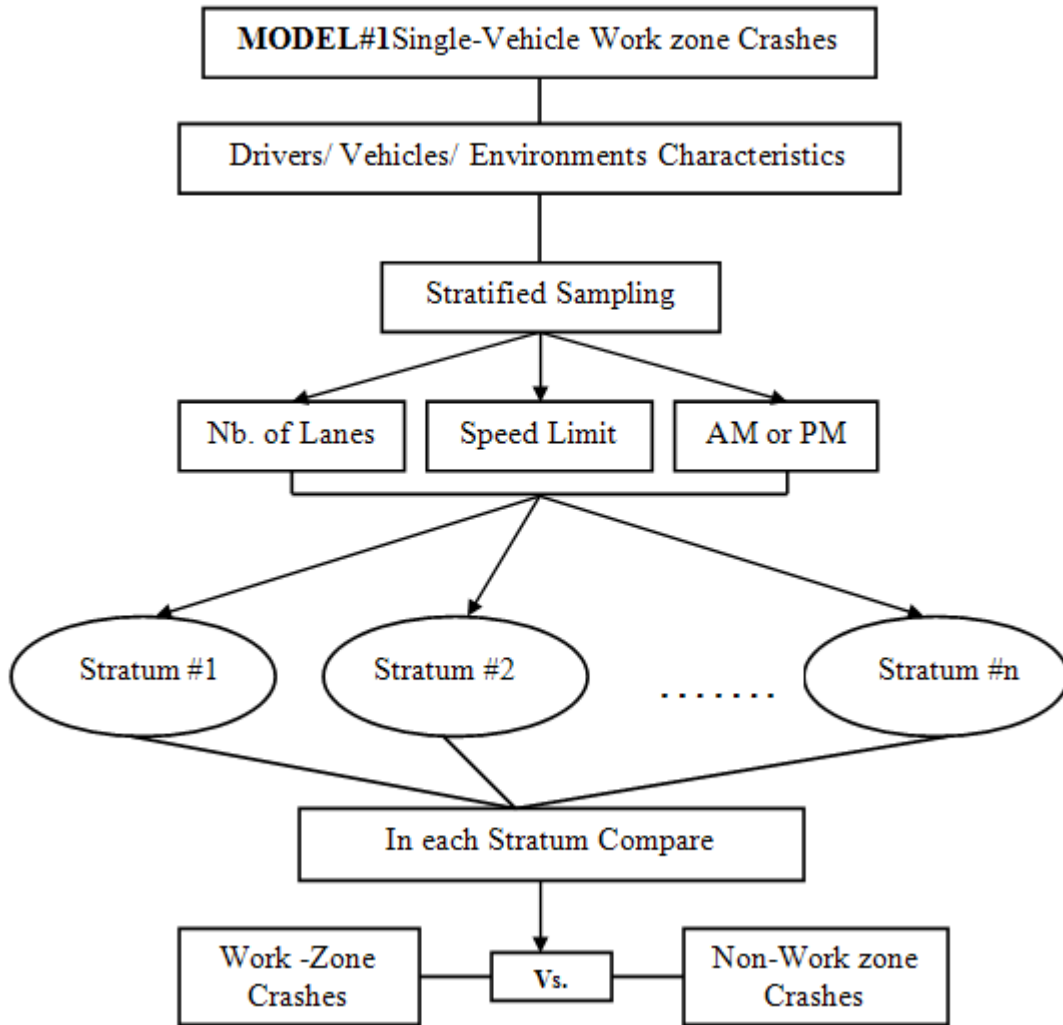 MODEL#1Single-Vehicle Work zone Crashes
Drivers/ Vehicles/ Environments Characteristics
Stratified Sampling
Nb. of Lanes
Speed Limit
AM or PM
Stratum #1
Stratum #2
.......
Stratum #n
In each Stratum Compare
Work -Zone
Crashes
Vs.
Non-Work zone
Crashes